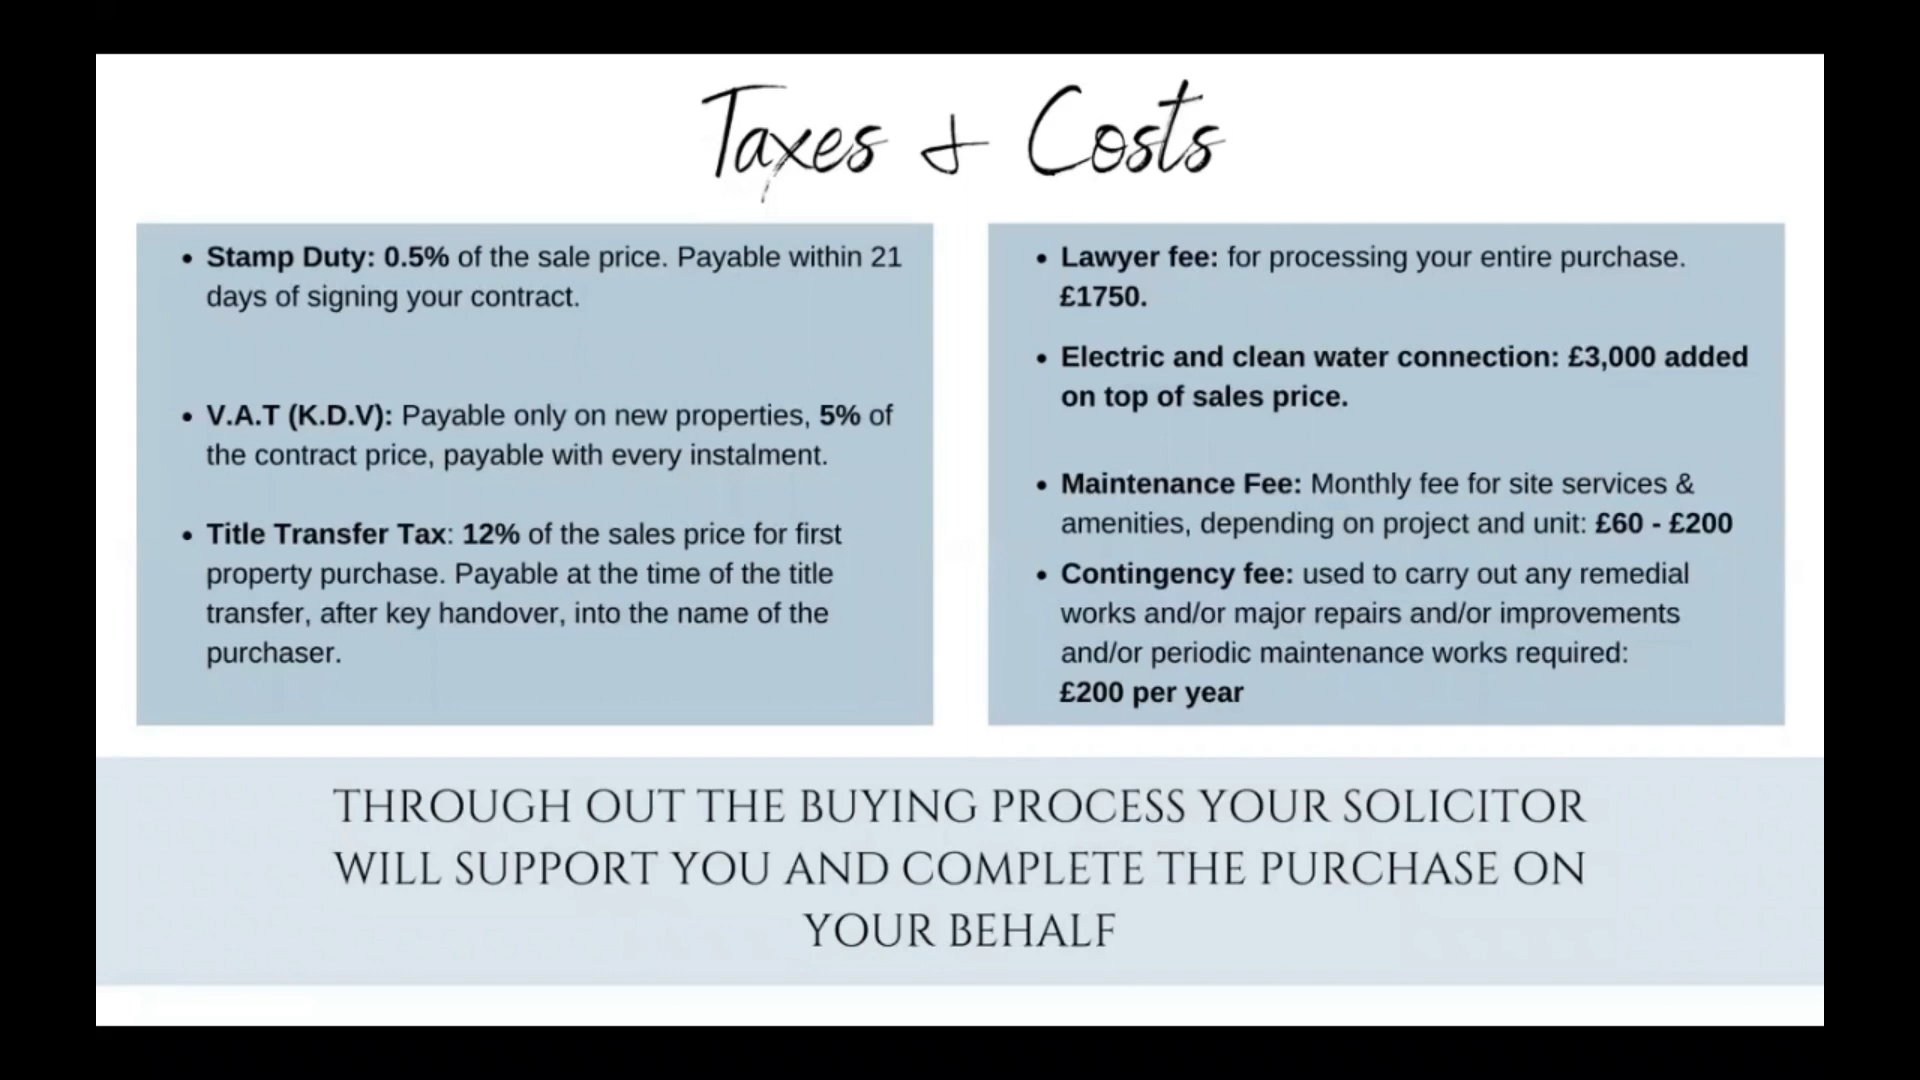 Taxes + Costs
• Stamp Duty: 0.5% of the sale price. Payable within 21
days of signing your contract.
• V.A.T (K.D.V): Payable only on new properties, 5% of
the contract price, payable with every instalment.
• Title Transfer Tax: 12% of the sales price for first
property purchase. Payable at the time of the title
transfer, after key handover, into the name of the
purchaser.
• Lawyer fee: for processing your entire purchase.
£1750.
• Electric and clean water connection: £3,000 added
on top of sales price.
• Maintenance Fee: Monthly fee for site services &
amenities, depending on project and unit: £60 - £200
• Contingency fee: used to carry out any remedial
works and/or major repairs and/or improvements
and/or periodic maintenance works required:
£200 per year
THROUGH OUT THE BUYING PROCESS YOUR SOLICITOR
WILL SUPPORT YOU AND COMPLETE THE PURCHASE ON
YOUR BEHALF